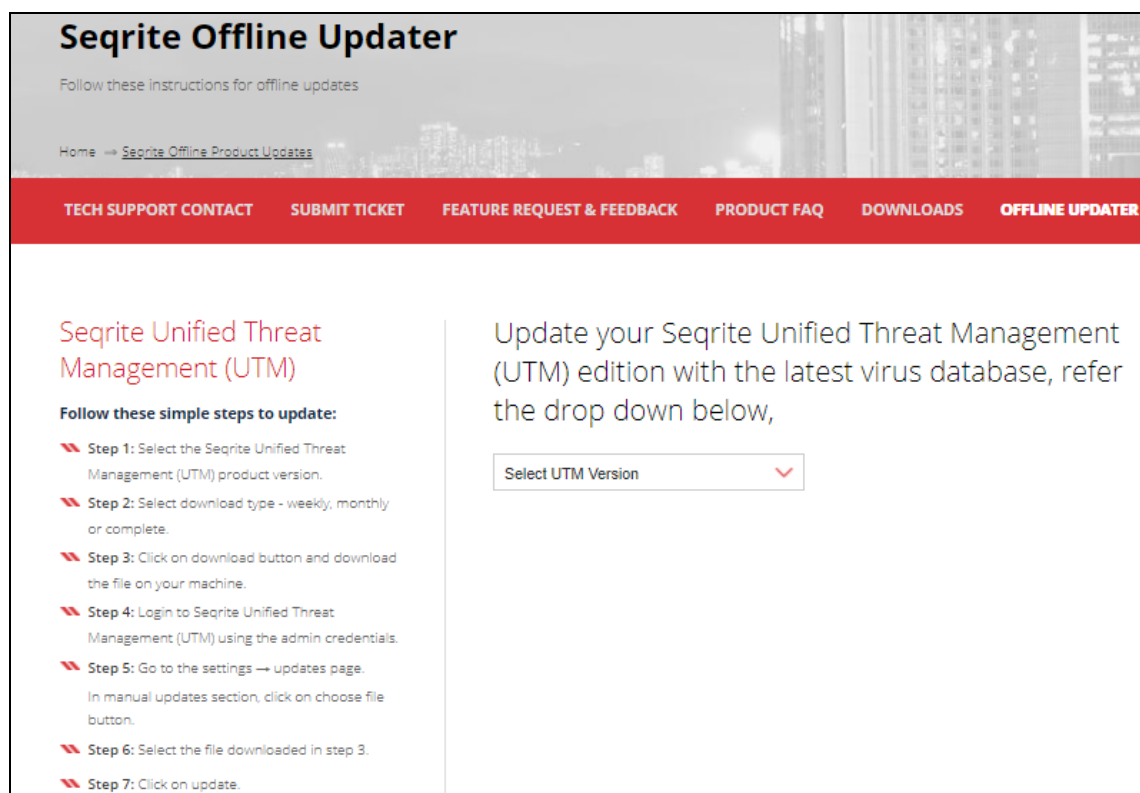 Seqrite Offline Updater
Follow these instructions for offline updates
Home → Seqrite Offline Product Updates
TECH SUPPORT CONTACT SUBMIT TICKET FEATURE REQUEST & FEEDBACK PRODUCT FAQ DOWNLOADS OFFLINE UPDATER
Seqrite Unified Threat
Management (UTM)
Follow these simple steps to update:
Step 1: Select the Seqrite Unified Threat
Management (UTM) product version.
Step 2: Select download type - weekly, monthly
or complete.
Step 3: Click on download button and download
the file on your machine.
Step 4: Login to Seqrite Unified Threat
Management (UTM) using the admin credentials.
Step 5: Go to the settings → updates page.
In manual updates section, click on choose file
button.
Step 6: Select the file downloaded in step 3.
Step 7: Click on update.
Update your Seqrite Unified Threat Management
(UTM) edition with the latest virus database, refer
the drop down below,
Select UTM Version